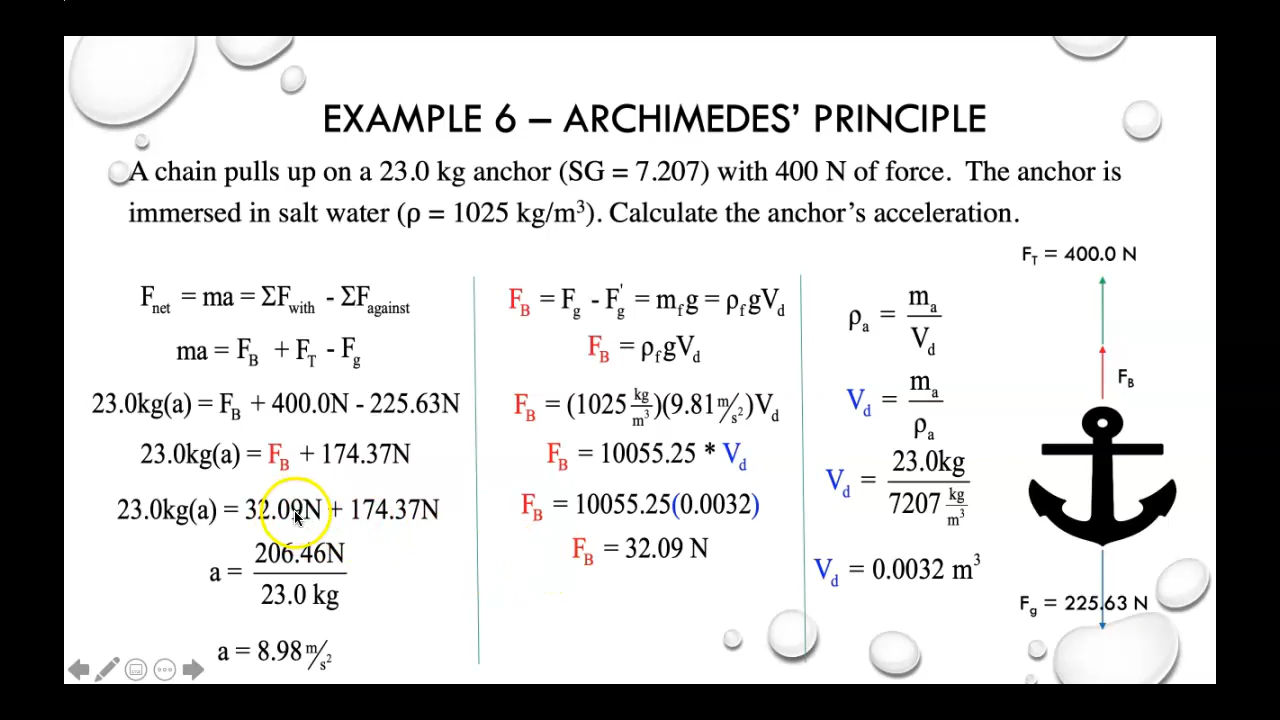 EXAMPLE 6 – ARCHIMEDES' PRINCIPLE
A chain pulls up on a 23.0 kg anchor (SG = 7.207) with 400 N of force. The anchor is
immersed in salt water (ρ = 1025 kg/m³). Calculate the anchor's acceleration.
F_net = ma = ΣF_with - ΣF_against
ma = F_B + F_T - F_g
23.0kg(a) = F_B + 400.0N - 225.63N
23.0kg(a) = F_B + 174.37N
23.0kg(a) = 32.09N + 174.37N
a = 206.46N / 23.0 kg
a = 8.98 m/s²
F_B = F_g - F_g' = m_f g = ρ_f gV_d
F_B = ρ_f gV_d
F_B = (1025 kg/m³)(9.81 m/s²)V_d
F_B = 10055.25 * V_d
F_B = 10055.25(0.0032)
F_B = 32.09 N
ρ_a = m_a / V_d
V_d = m_a / ρ_a
V_d = 23.0kg / 7207 kg/m³
V_d = 0.0032 m³
F_T = 400.0 N
F_B
F_g = 225.63 N